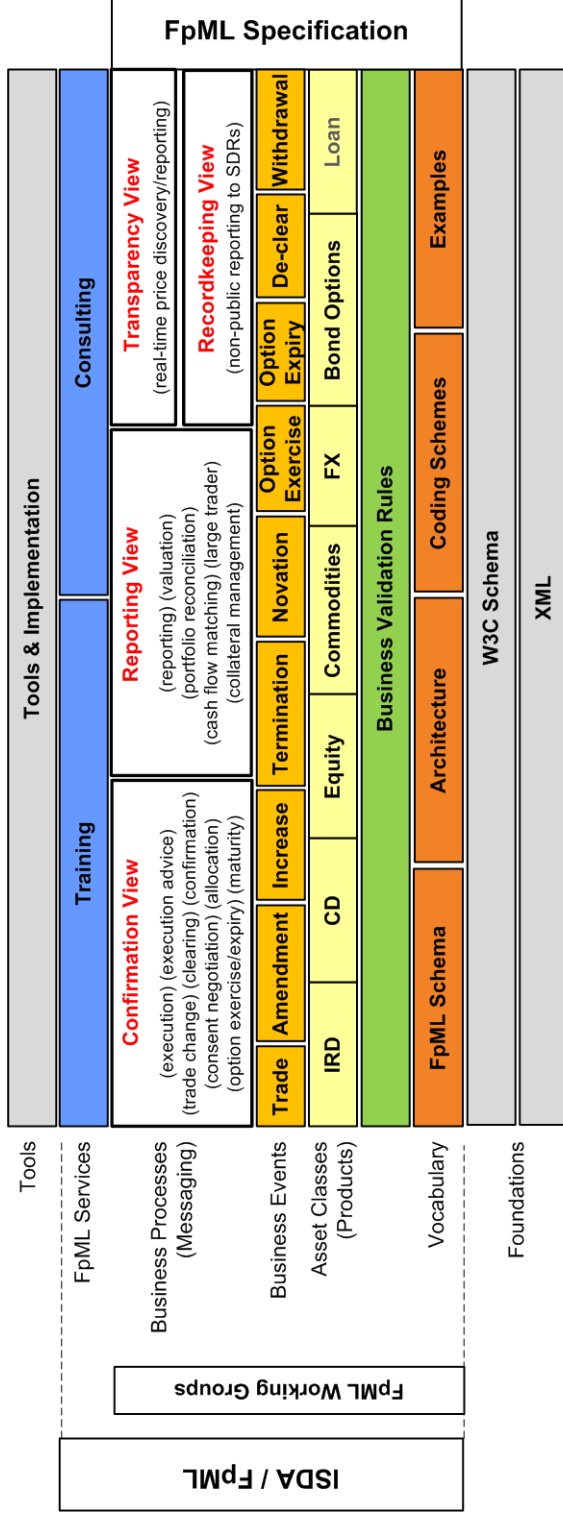 ISDA / FpML
FpML Working Groups
Tools
Tools & Implementation
FpML Services
Training
Consulting
Business Processes
(Messaging)
Confirmation View
(execution) (execution advice)
(trade change) (clearing) (confirmation)
(consent negotiation) (allocation)
(option exercise/expiry) (maturity)
Reporting View
(reporting) (valuation)
(portfolio reconciliation)
(cash flow matching) (large trader)
(collateral management)
Transparency View
(real-time price discovery/reporting)
Recordkeeping View
(non-public reporting to SDRs)
Business Events
Trade
Amendment
Increase
Termination
Novation
Option
Exercise
Option
Expiry
De-clear
Withdrawal
Asset Classes
(Products)
IRD
CD
Equity
Commodities
FX
Bond Options
Loan
Business Validation Rules
Vocabulary
FpML Schema
Architecture
Coding Schemes
Examples
Foundations
W3C Schema
XML
FpML Specification